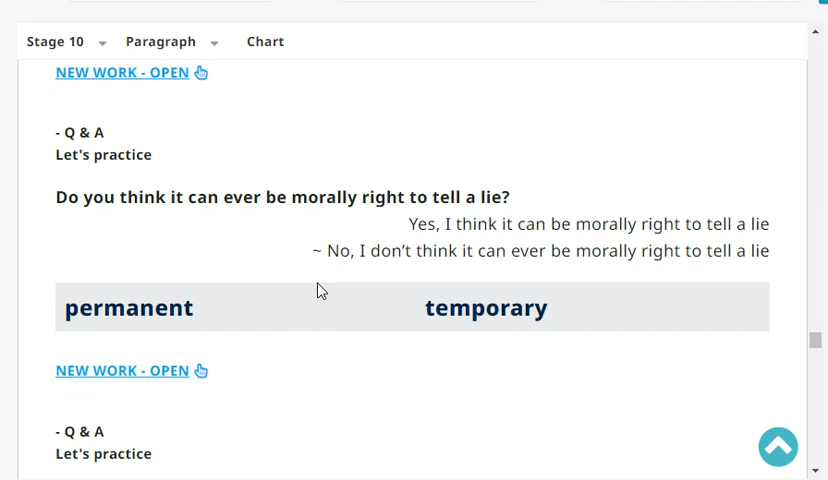 Stage 10 Paragraph Chart
NEW WORK - OPEN
- Q & A
Let's practice
Do you think it can ever be morally right to tell a lie?
Yes, I think it can be morally right to tell a lie
~ No, I don’t think it can ever be morally right to tell a lie
permanent temporary
NEW WORK - OPEN
- Q & A
Let's practice